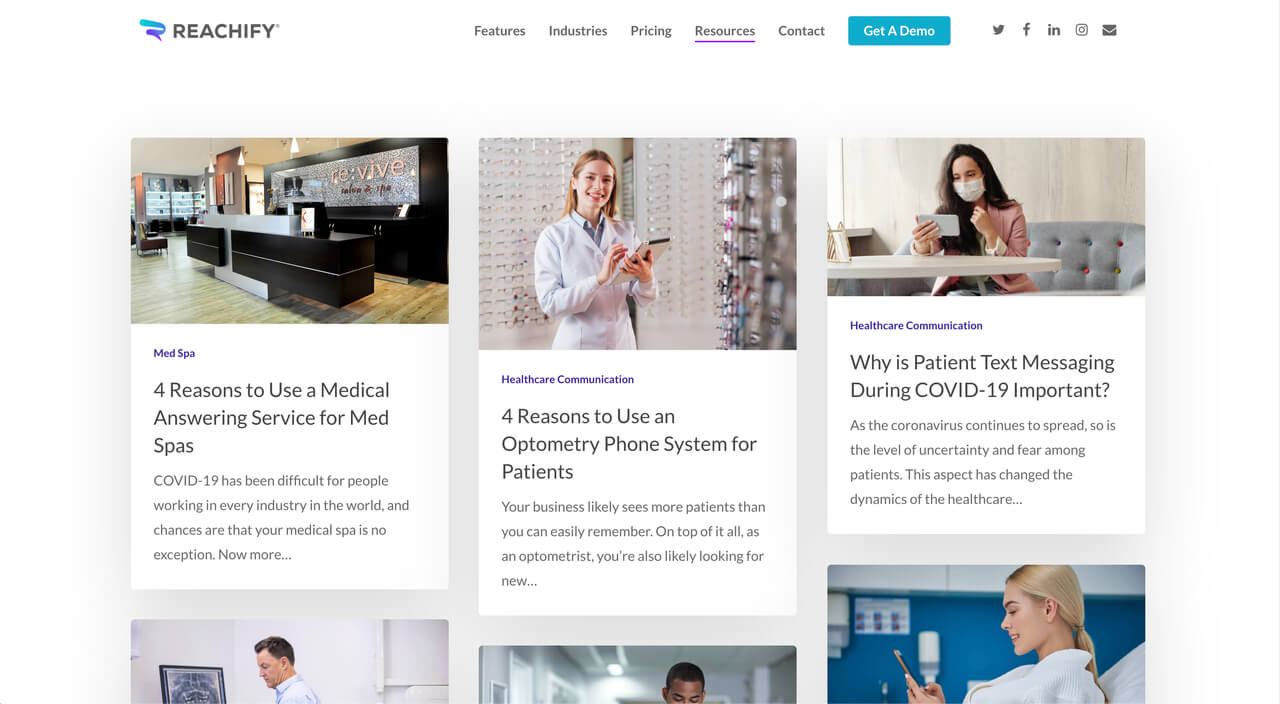 REACHIFY®
Features
Industries
Pricing
Resources
Contact
Get A Demo
re:vive
salon & spa
Med Spa
4 Reasons to Use a Medical
Answering Service for Med
Spas
COVID-19 has been difficult for people
working in every industry in the world, and
chances are that your medical spa is no
exception. Now more…
Healthcare Communication
4 Reasons to Use an
Optometry Phone System for
Patients
Your business likely sees more patients than
you can easily remember. On top of it all, as
an optometrist, you’re also likely looking for
new…
Healthcare Communication
Why is Patient Text Messaging
During COVID-19 Important?
As the coronavirus continues to spread, so is
the level of uncertainty and fear among
patients. This aspect has changed the
dynamics of the healthcare…